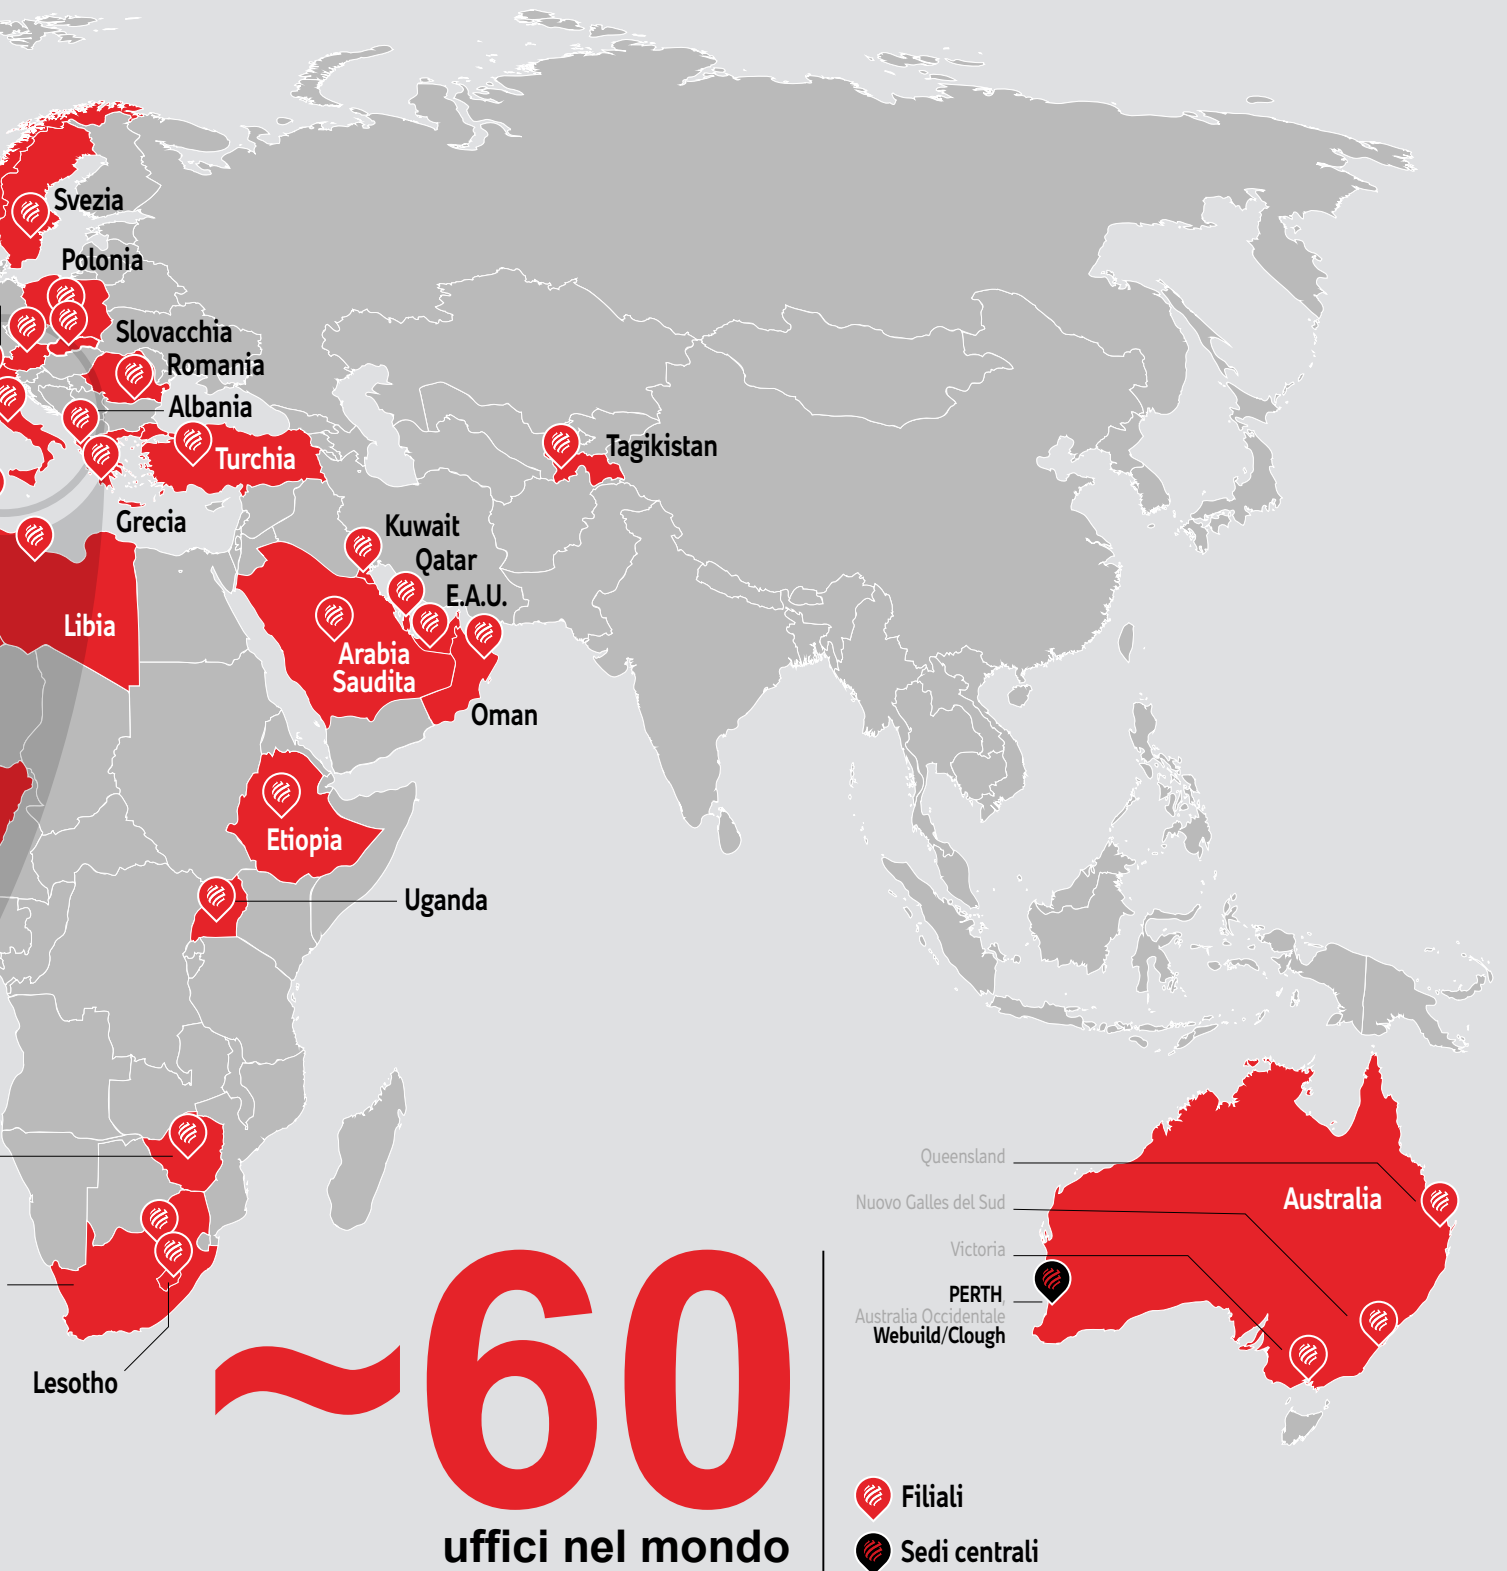 Svezia
Polonia
Slovacchia
Romania
Albania
Turchia
Tagikistan
Grecia
Kuwait
Qatar
E.A.U.
Libia
Arabia
Saudita
Oman
Etiopia
Uganda
Queensland
Australia
Nuovo Galles del Sud
Victoria
PERTH,
Australia Occidentale
Webuild/Clough
Lesotho
~60
uffici nel mondo
Filiali
Sedi centrali